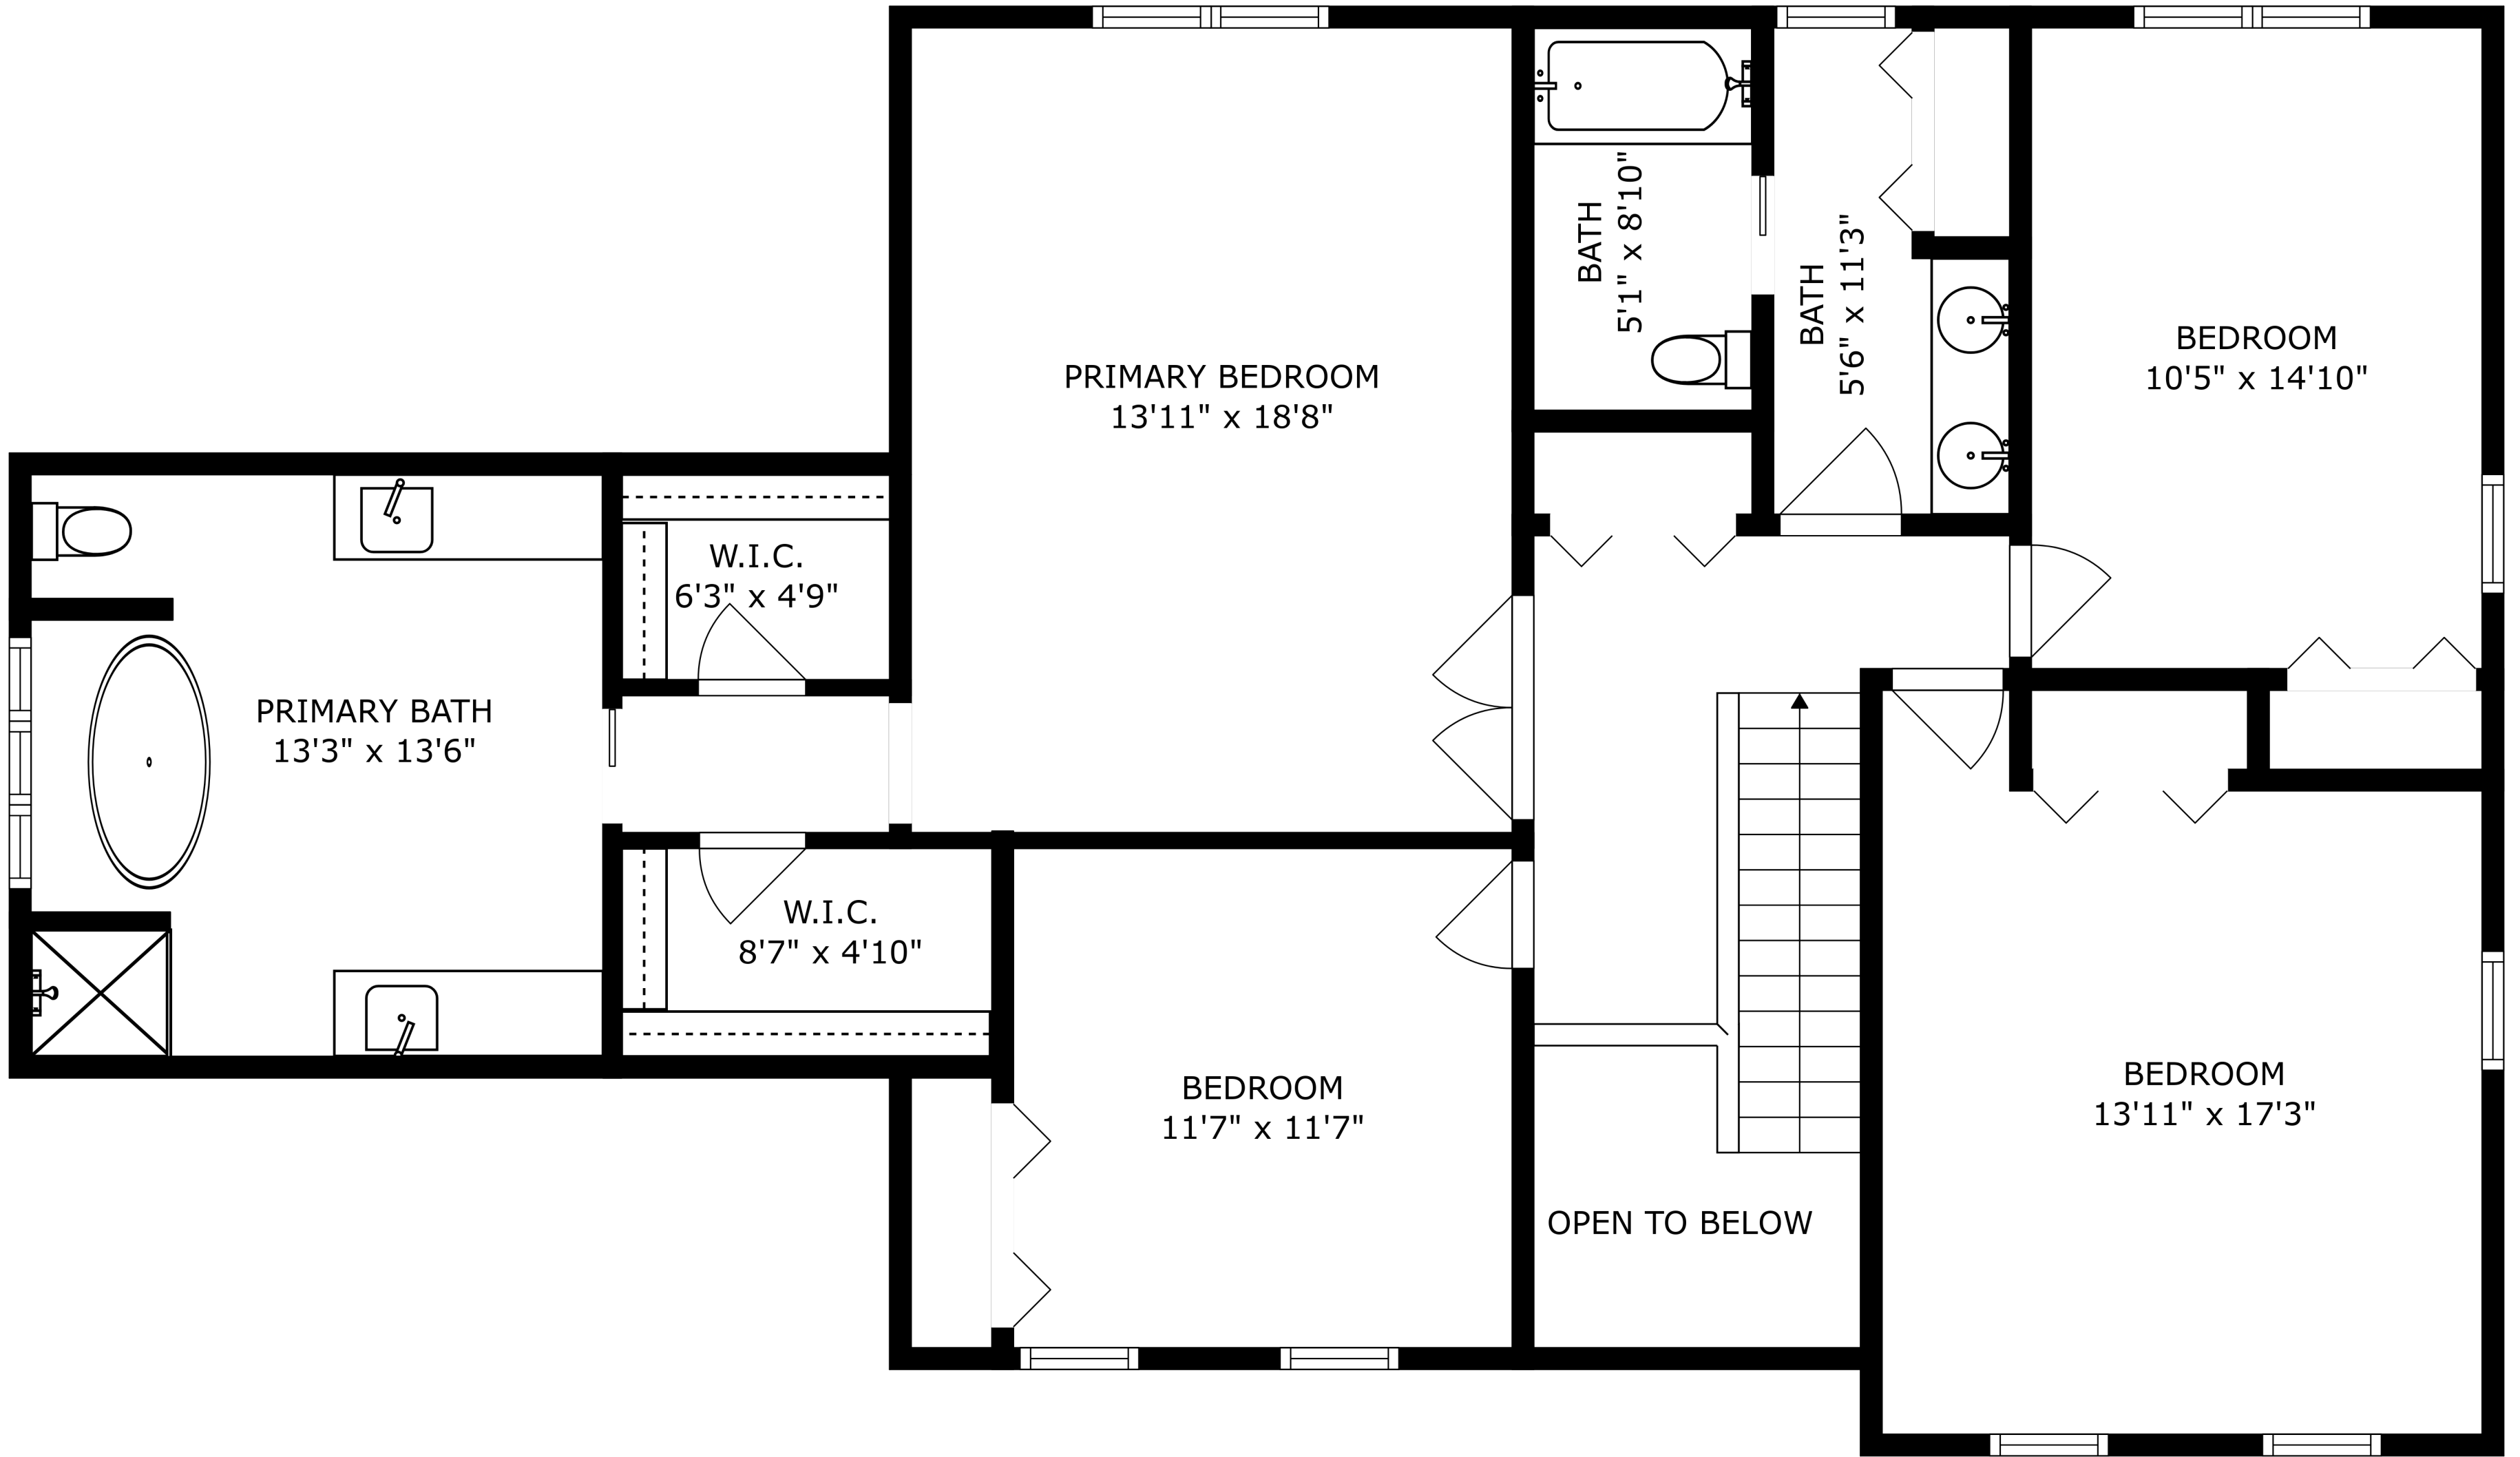 PRIMARY BEDROOM
13'11" x 18'8"
BATH
5'1" x 8'10"
BATH
5'6" x 11'3"
BEDROOM
10'5" x 14'10"
W.I.C.
6'3" x 4'9"
PRIMARY BATH
13'3" x 13'6"
W.I.C.
8'7" x 4'10"
BEDROOM
11'7" x 11'7"
OPEN TO BELOW
BEDROOM
13'11" x 17'3"